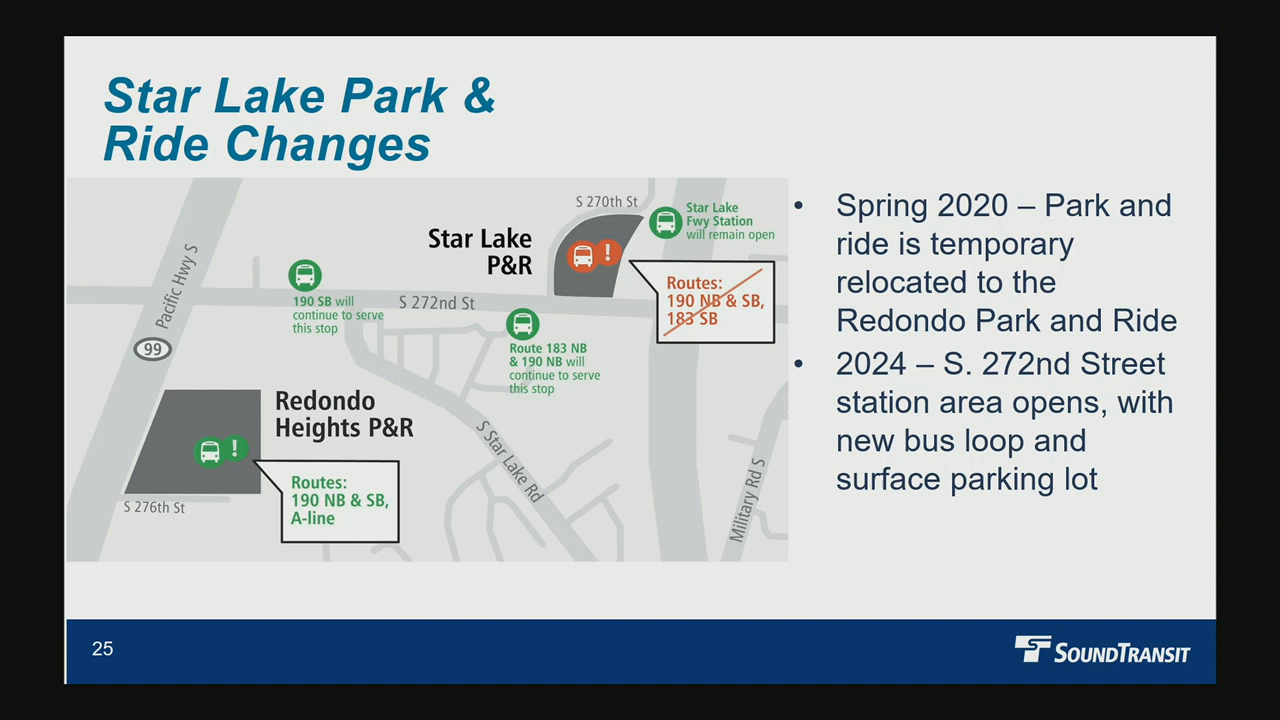 Star Lake Park &
Ride Changes
S 270th St
Star Lake
Fwy Station
will remain open
Star Lake
P&R
Routes:
190 NB & SB,
183 SB
Pacific Hwy S
190 SB will
continue to serve
this stop
S 272nd St
Route 183 NB
& 190 NB will
continue to serve
this stop
99
Redondo
Heights P&R
Routes:
190 NB & SB,
A-line
S 276th St
S Star Lake Rd
Military Rd S
• Spring 2020 – Park and
ride is temporary
relocated to the
Redondo Park and Ride
• 2024 – S. 272nd Street
station area opens, with
new bus loop and
surface parking lot
25
SOUNDTRANSIT